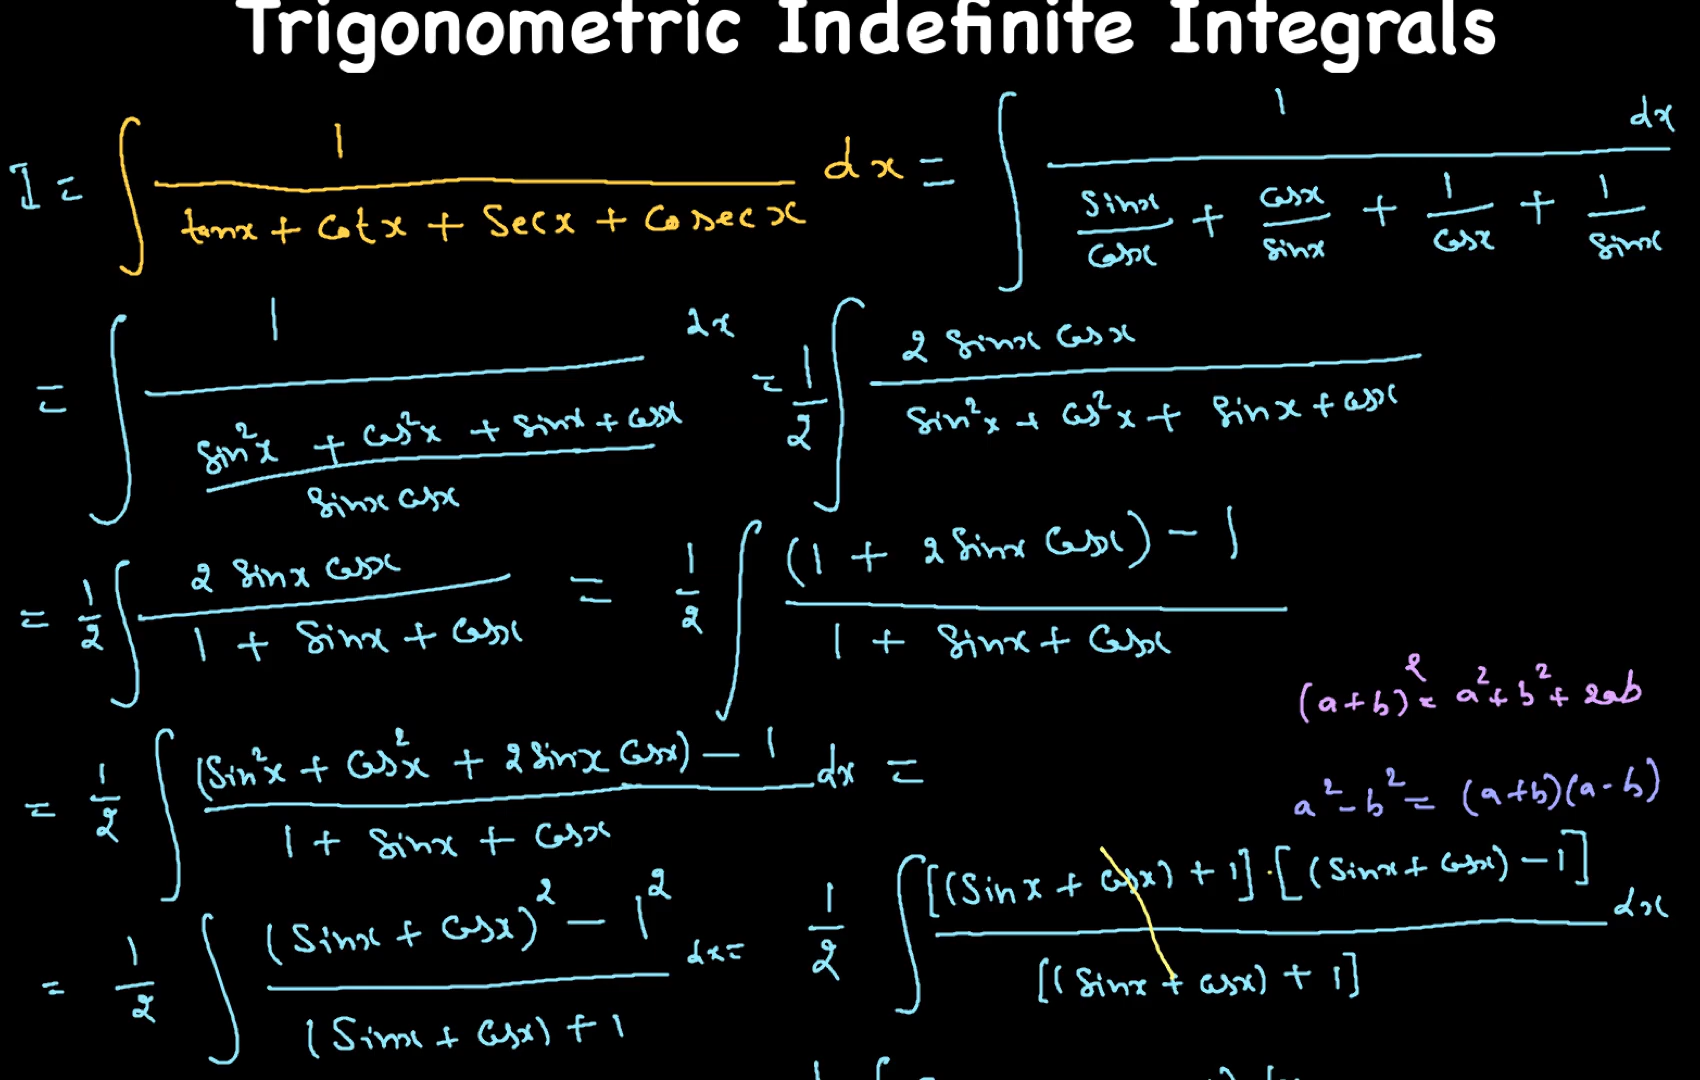 Trigonometric Indefinite Integrals
I = ∫ 1 / (tanx + cotx + secx + cosecx) dx = ∫ 1 / (sinx/cosx + cosx/sinx + 1/cosx + 1/sinx) dx
= ∫ 1 / ((sin²x + cos²x + sinx + cosx) / (sinx cosx)) dx = 1/2 ∫ 2 sinx cosx / (sin²x + cos²x + sinx + cosx)
= 1/2 ∫ 2 sinx cosx / (1 + sinx + cosx) = 1/2 ∫ ((1 + 2 sinx cosx) - 1) / (1 + sinx + cosx)
(a+b)² = a² + b² + 2ab
= 1/2 ∫ ((sin²x + cos²x + 2 sinx cosx) - 1) / (1 + sinx + cosx) dx =
a² - b² = (a+b)(a-b)
= 1/2 ∫ ((sinx + cosx)² - 1²) / ((sinx + cosx) + 1) dx = 1/2 ∫ [(sinx + cosx) + 1]·[(sinx + cosx) - 1] / [(sinx + cosx) + 1] dx